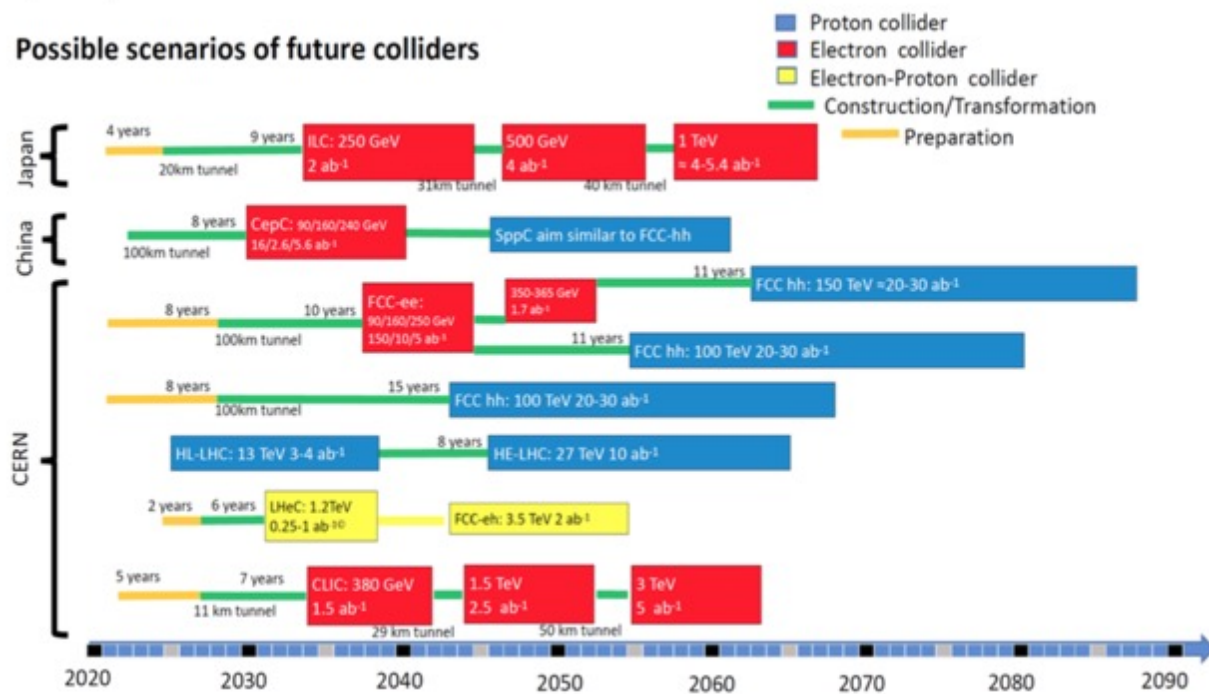 Possible scenarios of future colliders
Proton collider
Electron collider
Electron-Proton collider
Construction/Transformation
Preparation
Japan
4 years
9 years
20km tunnel
ILC: 250 GeV
2 ab-1
31km tunnel
500 GeV
4 ab-1
40 km tunnel
1 TeV
≈ 4-5.4 ab-1
China
8 years
100km tunnel
CepC: 90/160/240 GeV
16/2.6/5.6 ab-1
SppC aim similar to FCC-hh
CERN
8 years
100km tunnel
10 years
FCC-ee:
90/160/250 GeV
150/10/5 ab-1
350-365 GeV
1.7 ab-1
11 years
FCC hh: 150 TeV ≈20-30 ab-1
11 years
FCC hh: 100 TeV 20-30 ab-1
8 years
100km tunnel
15 years
FCC hh: 100 TeV 20-30 ab-1
HL-LHC: 13 TeV 3-4 ab-1
8 years
HE-LHC: 27 TeV 10 ab-1
2 years
6 years
LHeC: 1.2TeV
0.25-1 
FCC-eh: 3.5 TeV 2 ab-1
5 years
7 years
11 km tunnel
CLIC: 380 GeV
1.5 ab-1
29 km tunnel
1.5 TeV
2.5 ab-1
50 km tunnel
3 TeV
5 ab-1
2020 2030 2040 2050 2060 2070 2080 2090